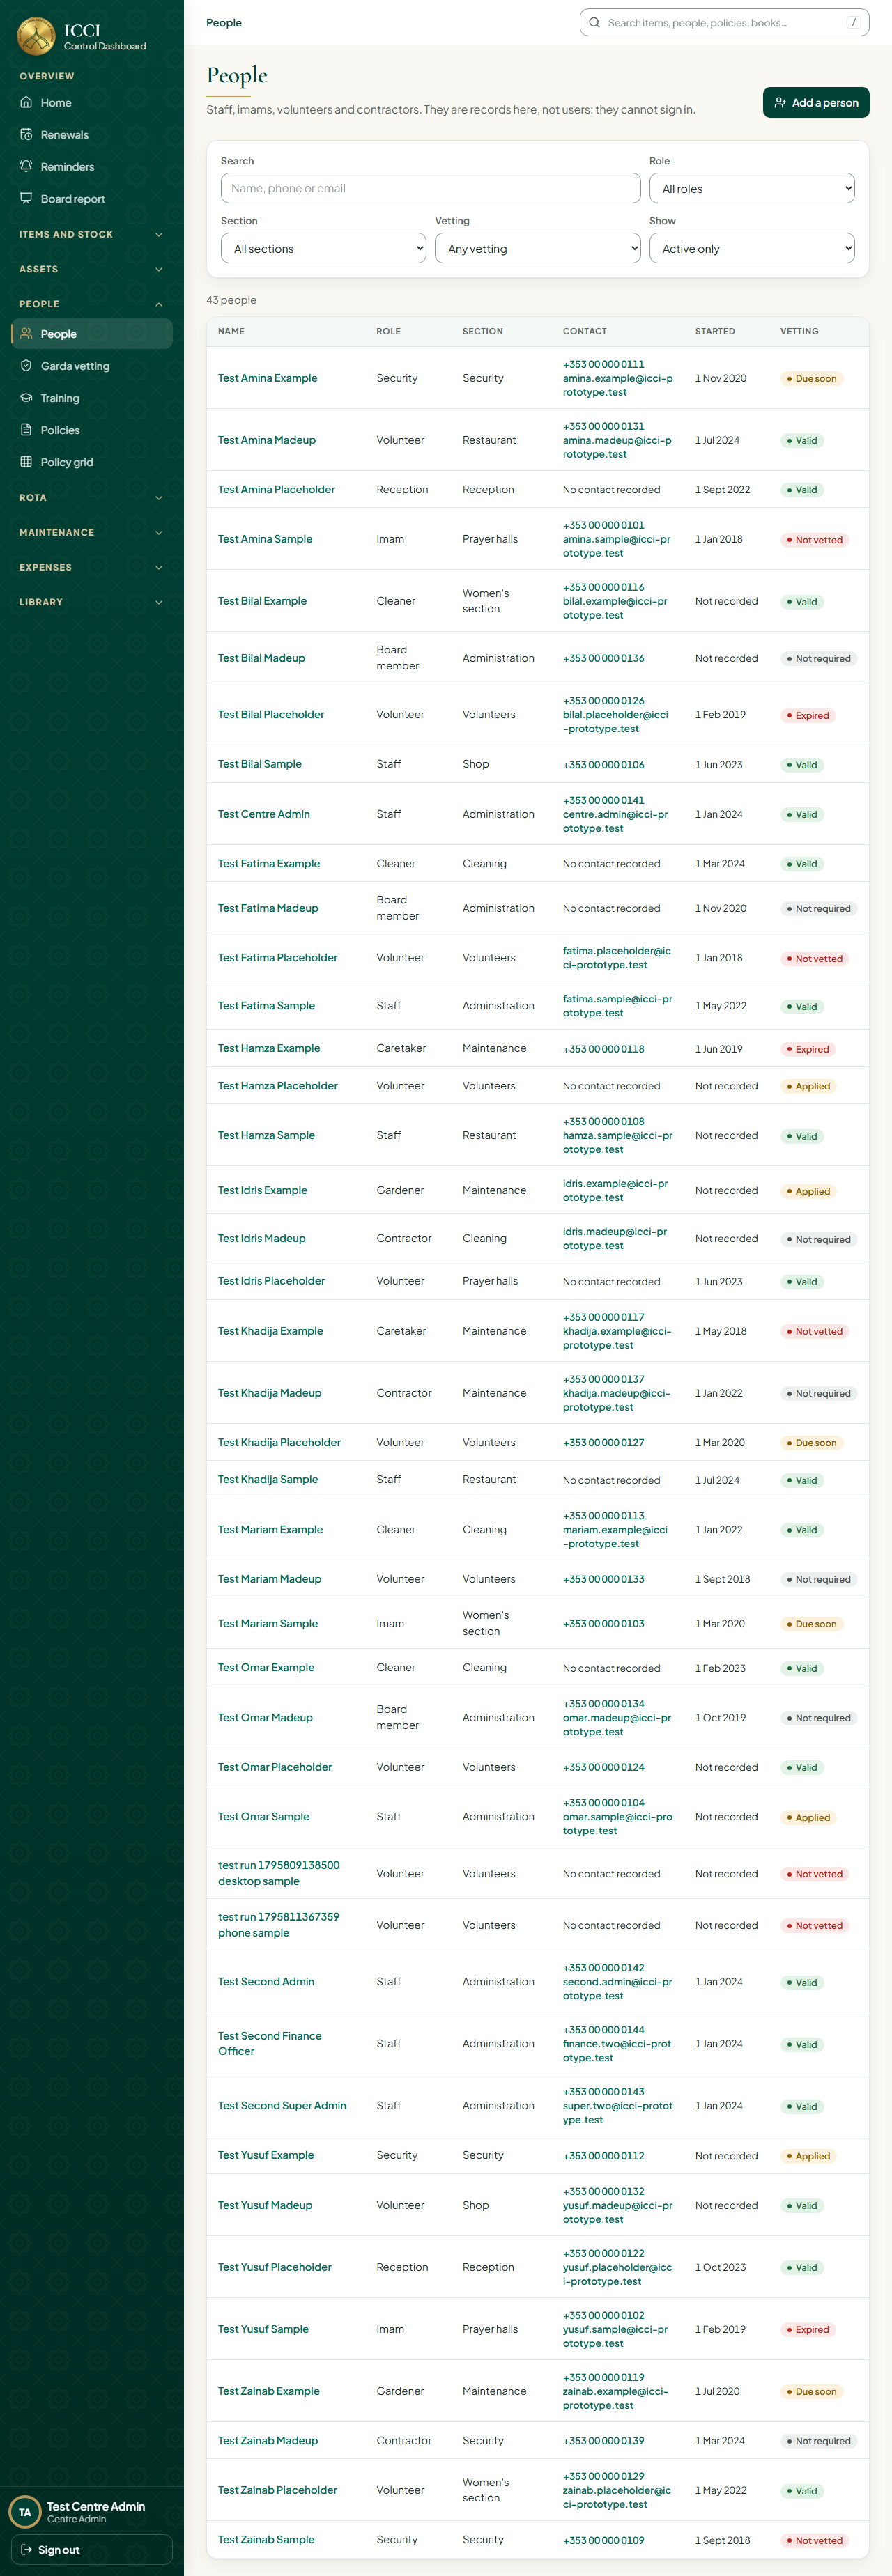 ICCI
Control Dashboard
OVERVIEW
Home
Renewals
Reminders
Board report
ITEMS AND STOCK
ASSETS
PEOPLE
People
Garda vetting
Training
Policies
Policy grid
ROTA
MAINTENANCE
EXPENSES
LIBRARY
Test Centre Admin
TA
Centre Admin
Sign out
People
Search items, people, policies, books...
/
People
Staff, imams, volunteers and contractors. They are records here, not users: they cannot sign in.
Add a person
Search
Role
Name, phone or email
All roles
Section
Vetting
Show
All sections
Any vetting
Active only
43 people
NAME ROLE SECTION CONTACT STARTED VETTING
+353 00 000 0111
Test Amina Example Security Security amina.example@icci-p 1 Nov 2020 Due soon
rototype.test
+353 00 000 0131
Test Amina Madeup Volunteer Restaurant amina.madeup@icci-p 1 Jul 2024 Valid
rototype.test
Test Amina Placeholder Reception Reception No contact recorded 1 Sept 2022 Valid
+353 00 000 0101
Test Amina Sample Imam Prayer halls amina.sample@icci-pr 1 Jan 2018 Not vetted
ototype.test
+353 00 000 0116
Test Bilal Example Cleaner Women's section bilal.example@icci-pr Not recorded Valid
ototype.test
Test Bilal Madeup Board member Administration +353 00 000 0136 Not recorded Not required
+353 00 000 0126
Test Bilal Placeholder Volunteer Volunteers bilal.placeholder@icci 1 Feb 2019 Expired
-prototype.test
Test Bilal Sample Staff Shop +353 00 000 0106 1 Jun 2023 Valid
+353 00 000 0141
Test Centre Admin Staff Administration centre.admin@icci-pr 1 Jan 2024 Valid
ototype.test
Test Fatima Example Cleaner Cleaning No contact recorded 1 Mar 2024 Valid
Test Fatima Madeup Board member Administration No contact recorded 1 Nov 2020 Not required
Test Fatima Placeholder Volunteer Volunteers fatima.placeholder@ic 1 Jan 2018 Not vetted
ci-prototype.test
Test Fatima Sample Staff Administration fatima.sample@icci-pr 1 May 2022 Valid
ototype.test
Test Hamza Example Caretaker Maintenance +353 00 000 0118 1 Jun 2019 Expired
Test Hamza Placeholder Volunteer Volunteers No contact recorded Not recorded Applied
+353 00 000 0108
Test Hamza Sample Staff Restaurant hamza.sample@icci-pr Not recorded Valid
ototype.test
Test Idris Example Gardener Maintenance idris.example@icci-pr Not recorded Applied
ototype.test
Test Idris Madeup Contractor Cleaning idris.madeup@icci-pr Not recorded Not required
ototype.test
Test Idris Placeholder Volunteer Prayer halls No contact recorded 1 Jun 2023 Valid
+353 00 000 0117
Test Khadija Example Caretaker Maintenance khadija.example@icci- 1 May 2018 Not vetted
prototype.test
+353 00 000 0137
Test Khadija Madeup Contractor Maintenance khadija.madeup@icci- 1 Jan 2022 Not required
prototype.test
Test Khadija Placeholder Volunteer Volunteers +353 00 000 0127 1 Mar 2020 Due soon
Test Khadija Sample Staff Restaurant No contact recorded 1 Jul 2024 Valid
+353 00 000 0113
Test Mariam Example Cleaner Cleaning mariam.example@icci 1 Jan 2022 Valid
-prototype.test
Test Mariam Madeup Volunteer Volunteers +353 00 000 0133 1 Sept 2018 Not required
Test Mariam Sample Imam Women's section +353 00 000 0103 1 Mar 2020 Due soon
Test Omar Example Cleaner Cleaning No contact recorded 1 Feb 2023 Valid
+353 00 000 0134
Test Omar Madeup Board member Administration omar.madeup@icci-pr 1 Oct 2019 Not required
ototype.test
Test Omar Placeholder Volunteer Volunteers +353 00 000 0124 Not recorded Valid
+353 00 000 0104
Test Omar Sample Staff Administration omar.sample@icci-pro Not recorded Applied
totype.test
test run 1795809138500
desktop sample Volunteer Volunteers No contact recorded Not recorded Not vetted
test run 1795811367359
phone sample Volunteer Volunteers No contact recorded Not recorded Not vetted
+353 00 000 0142
Test Second Admin Staff Administration second.admin@icci-pr 1 Jan 2024 Valid
ototype.test
+353 00 000 0144
Test Second Finance Officer Staff Administration finance.two@icci-prot 1 Jan 2024 Valid
otype.test
+353 00 000 0143
Test Second Super Admin Staff Administration super.two@icci-protot 1 Jan 2024 Valid
ype.test
Test Yusuf Example Security Security +353 00 000 0112 Not recorded Applied
+353 00 000 0132
Test Yusuf Madeup Volunteer Shop yusuf.madeup@icci-pr Not recorded Valid
ototype.test
+353 00 000 0122
Test Yusuf Placeholder Reception Reception yusuf.placeholder@icc 1 Oct 2023 Valid
i-prototype.test
+353 00 000 0102
Test Yusuf Sample Imam Prayer halls yusuf.sample@icci-pr 1 Feb 2019 Expired
ototype.test
+353 00 000 0119
Test Zainab Example Gardener Maintenance zainab.example@icci- 1 Jul 2020 Due soon
prototype.test
Test Zainab Madeup Contractor Security +353 00 000 0139 1 Mar 2024 Not required
+353 00 000 0129
Test Zainab Placeholder Volunteer Women's section zainab.placeholder@ic 1 May 2022 Valid
ci-prototype.test
Test Zainab Sample Security Security +353 00 000 0109 1 Sept 2018 Not vetted